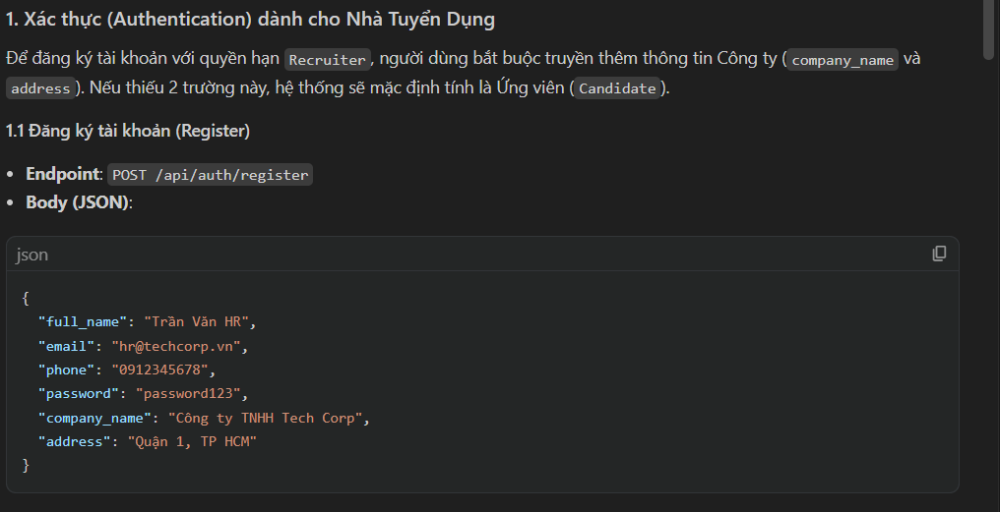 1. Xác thực (Authentication) dành cho Nhà Tuyển Dụng
Để đăng ký tài khoản với quyền hạn Recruiter, người dùng bắt buộc truyền thêm thông tin Công ty (company_name và
address). Nếu thiếu 2 trường này, hệ thống sẽ mặc định tính là Ứng viên (Candidate).
1.1 Đăng ký tài khoản (Register)
• Endpoint: POST /api/auth/register
• Body (JSON):
json
{
  "full_name": "Trần Văn HR",
  "email": "hr@techcorp.vn",
  "phone": "0912345678",
  "password": "password123",
  "company_name": "Công ty TNHH Tech Corp",
  "address": "Quận 1, TP HCM"
}